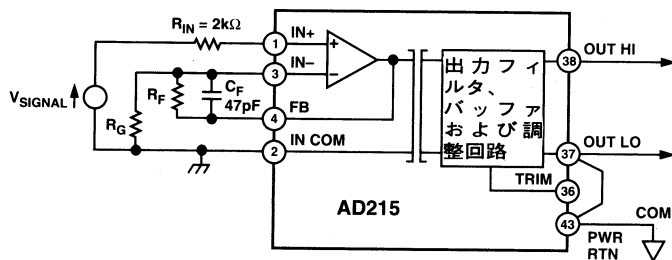 R_IN = 2kΩ
1
IN+
+
3
IN−
−
V_SIGNAL
R_F
C_F
47pF
4
FB
R_G
2
IN COM
出力フィ
ルタ、
バッファ
および調
整回路
38
OUT HI
37
OUT LO
TRIM
36
AD215
43
COM
PWR
RTN